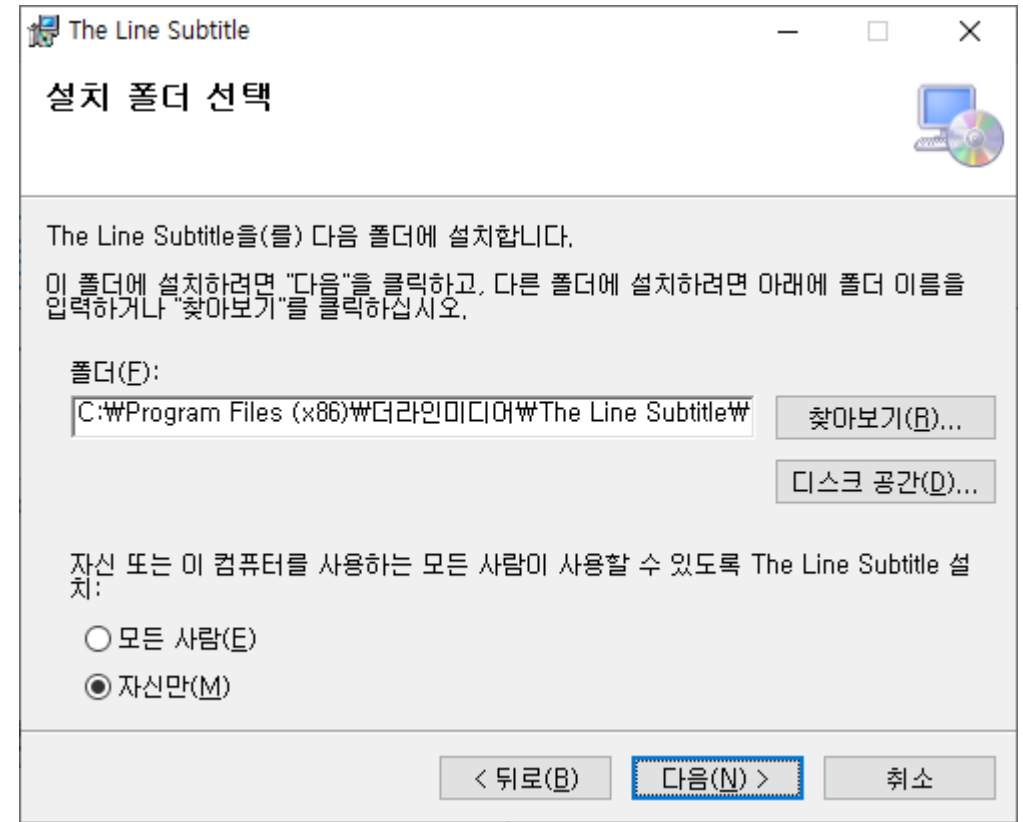 The Line Subtitle
설치 폴더 선택
The Line Subtitle을(를) 다음 폴더에 설치합니다.
이 폴더에 설치하려면 "다음"을 클릭하고, 다른 폴더에 설치하려면 아래에 폴더 이름을
입력하거나 "찾아보기"를 클릭하십시오.
폴더(F):
C:₩Program Files (x86)₩더라인미디어₩The Line Subtitle₩
찾아보기(R)...
디스크 공간(D)...
자신 또는 이 컴퓨터를 사용하는 모든 사람이 사용할 수 있도록 The Line Subtitle 설
치:
모든 사람(E)
자신만(M)
< 뒤로(B)
다음(N) >
취소